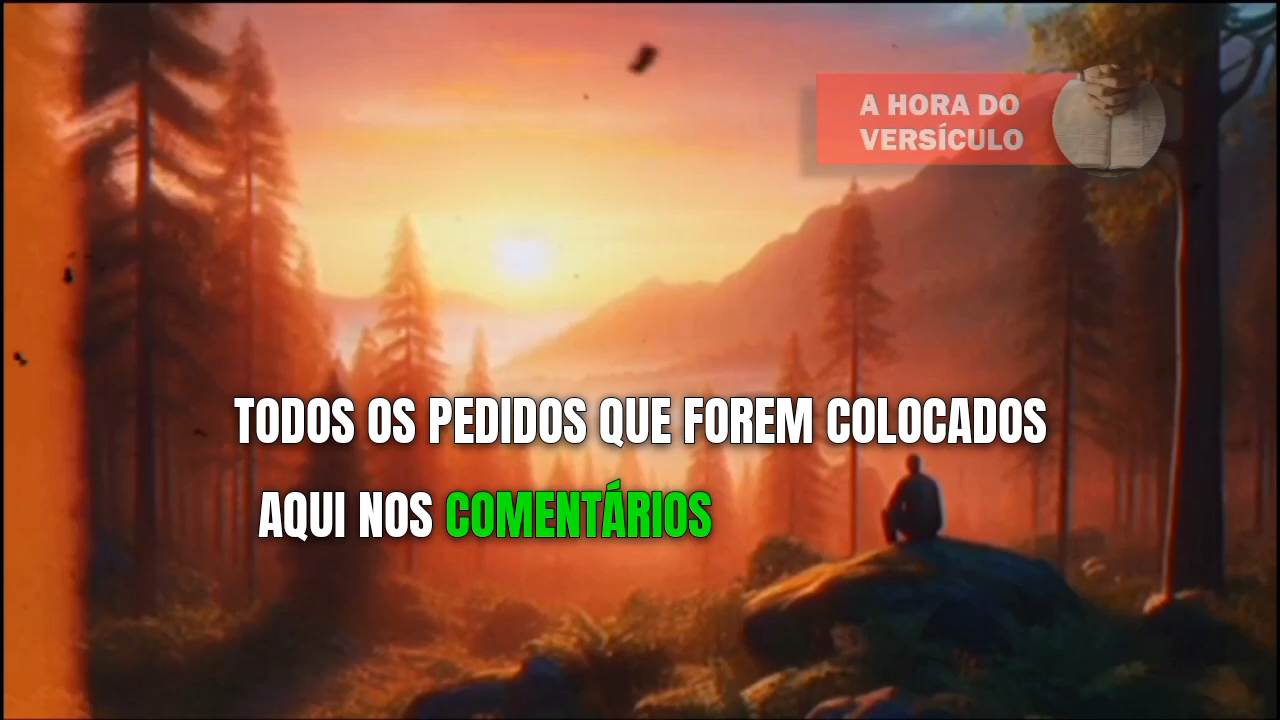 A HORA DO
VERSÍCULO
TODOS OS PEDIDOS QUE FOREM COLOCADOS
AQUI NOS COMENTÁRIOS